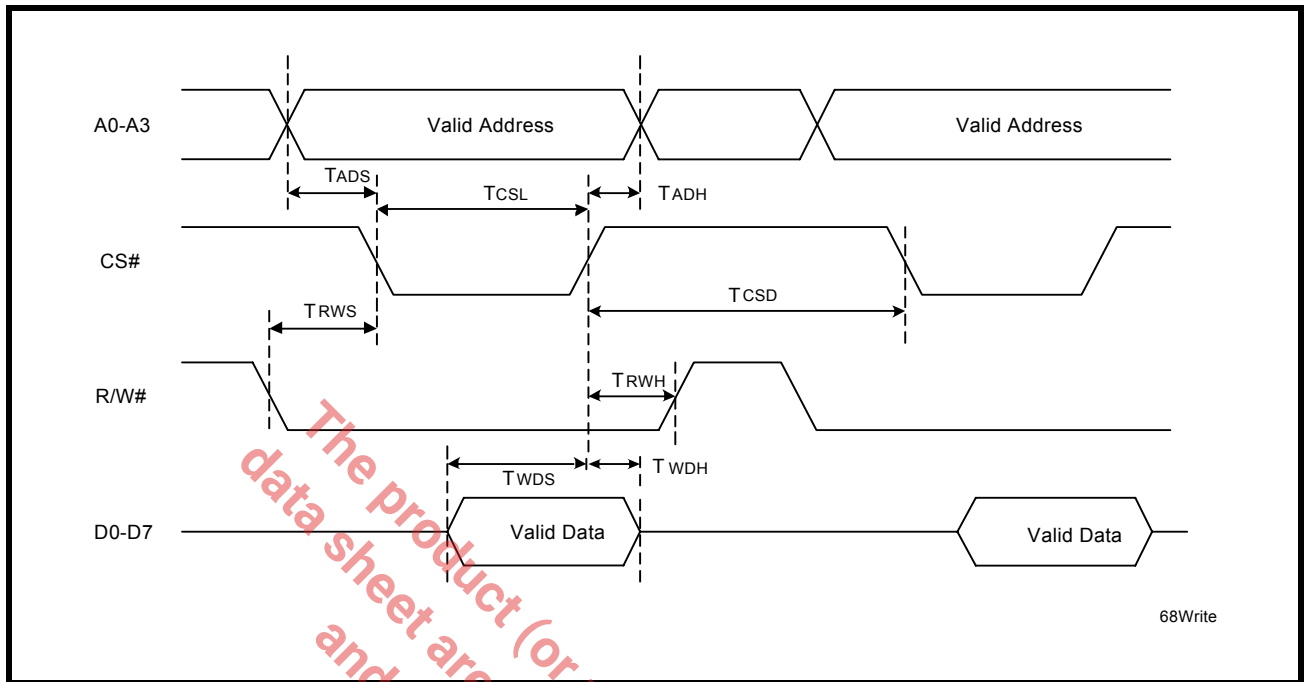 A0-A3
Valid Address
Valid Address
TADS
TCSL
TADH
CS#
TCSD
TRWS
R/W#
TRWH
TWDS
TWDH
D0-D7
Valid Data
Valid Data
68Write
The product (or
data sheet are
and